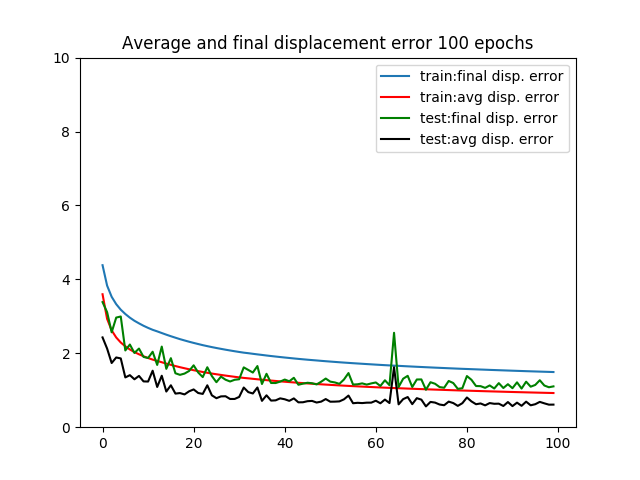 Average and final displacement error 100 epochs
10
8
6
4
2
0
train:final disp. error
train:avg disp. error
test:final disp. error
test:avg disp. error
0 20 40 60 80 100